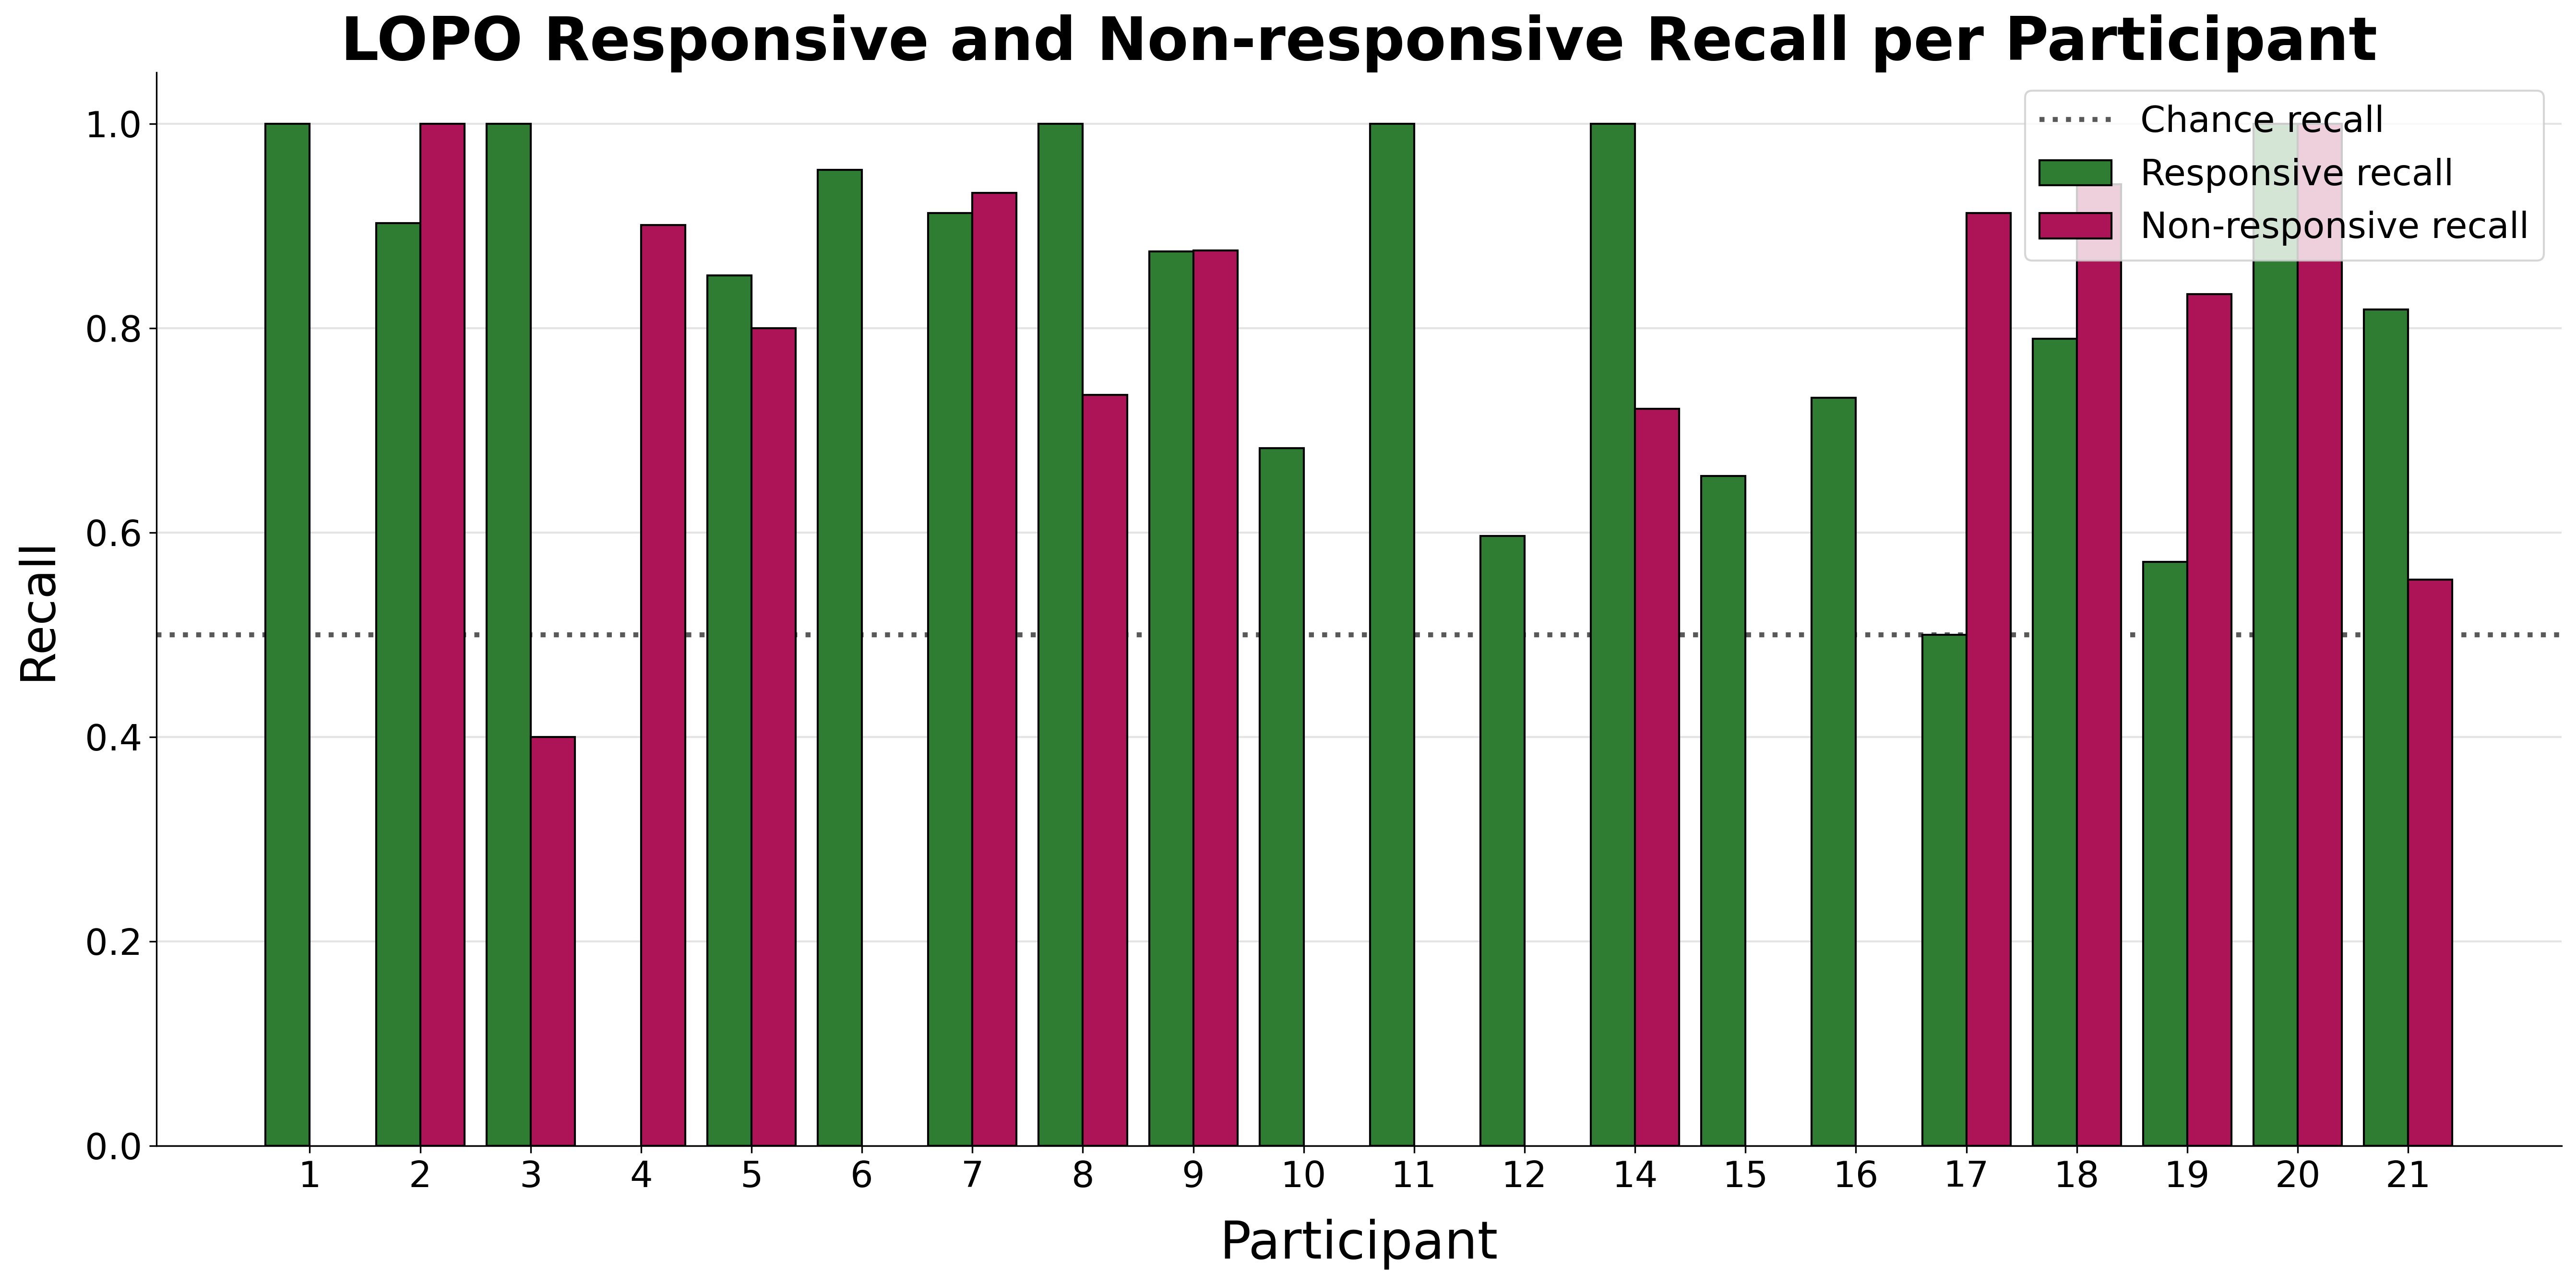 LOPO Responsive and Non-responsive Recall per Participant
Chance recall
Responsive recall
Non-responsive recall
1.0
0.8
0.6
0.4
0.2
0.0
Recall
1 2 3 4 5 6 7 8 9 10 11 12 14 15 16 17 18 19 20 21
Participant